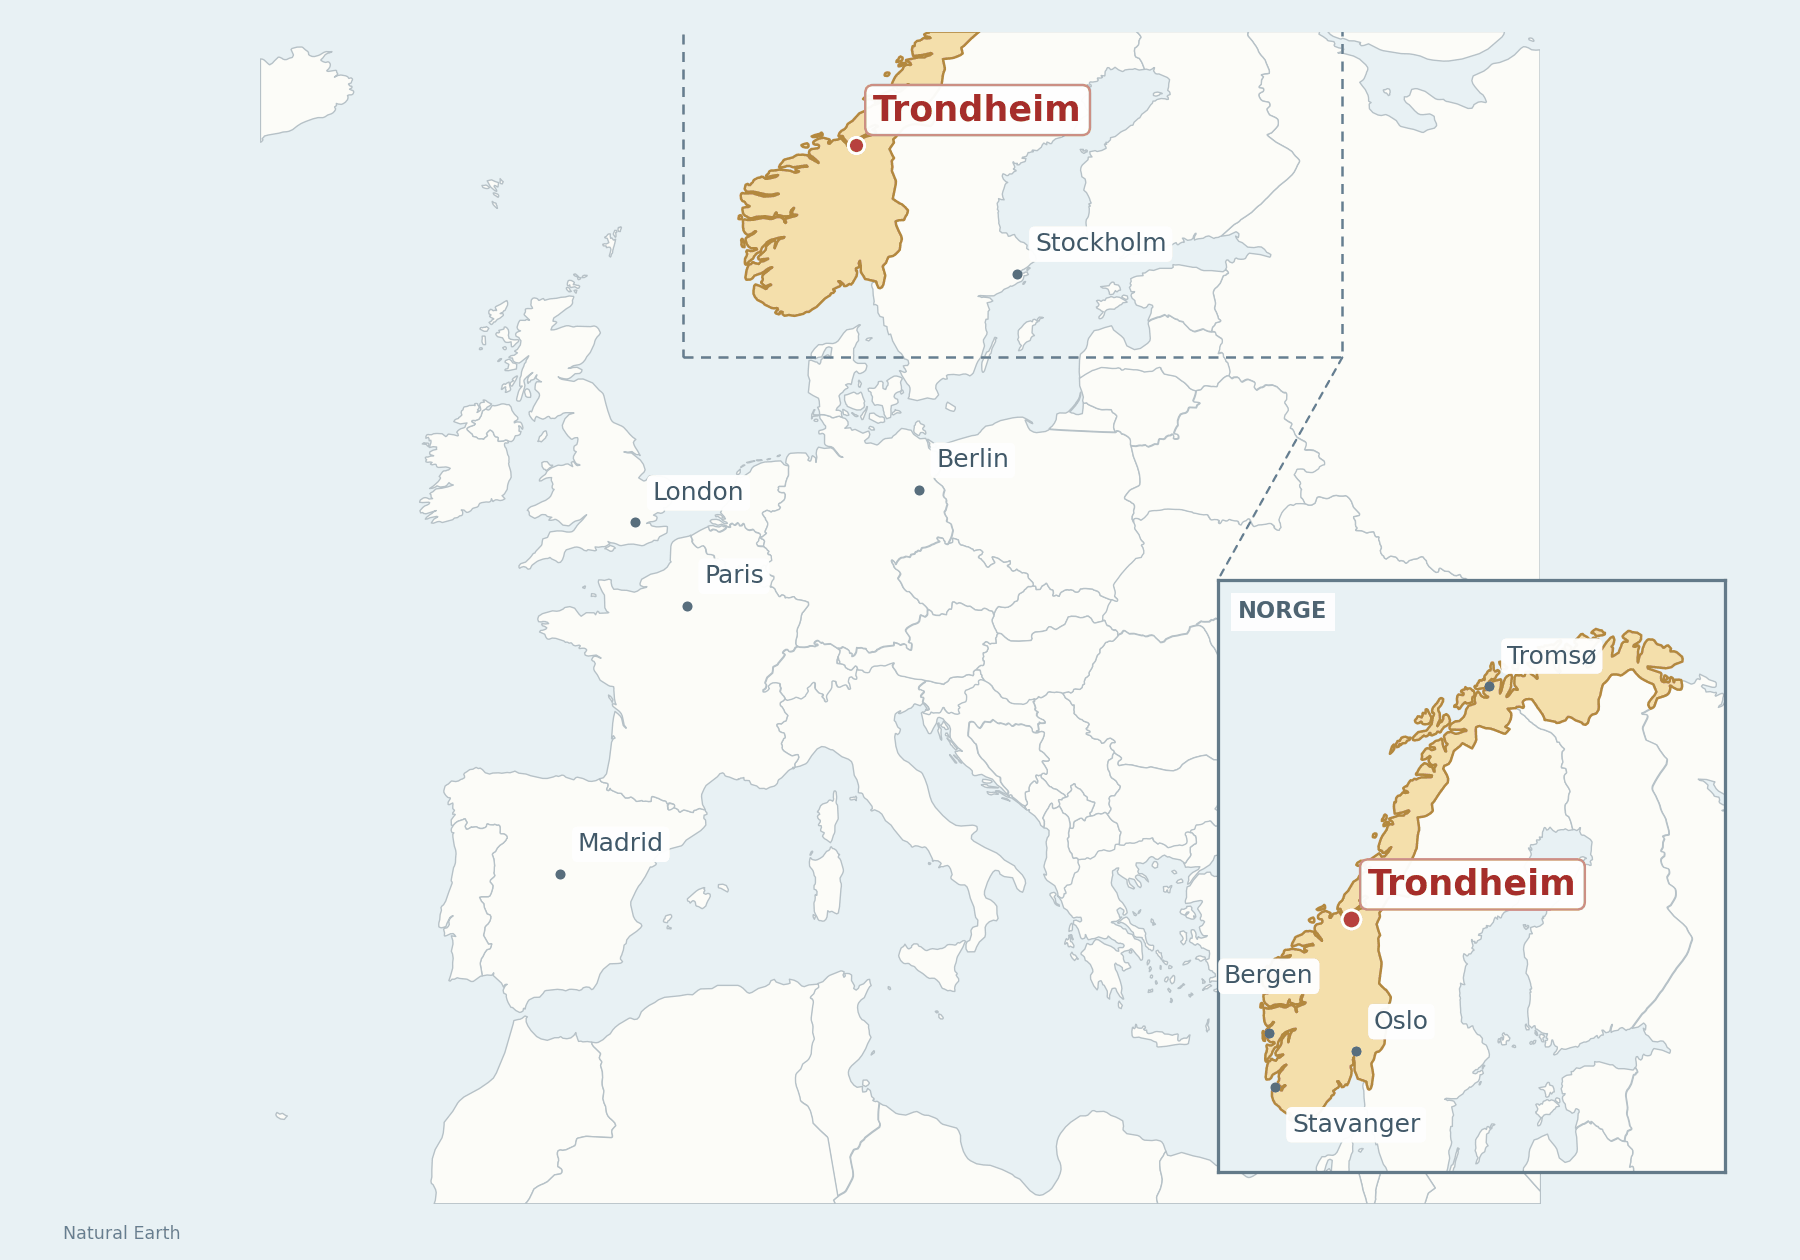 Trondheim
Stockholm
Berlin
London
Paris
NORGE
Tromsø
Madrid
Trondheim
Bergen
Oslo
Stavanger
Natural Earth